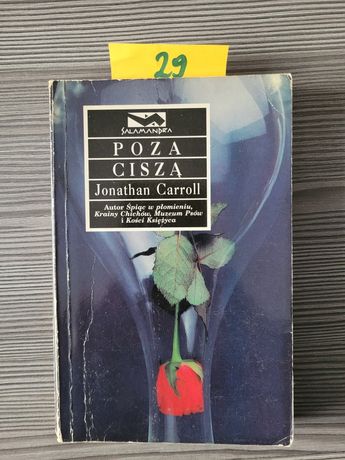 29
SALAMANDRA
POZA
CISZĄ
Jonathan Carroll
Autor Śpiąc w płomieniu,
Krainy Chichów, Muzeum Psów
i Kości Księżyca